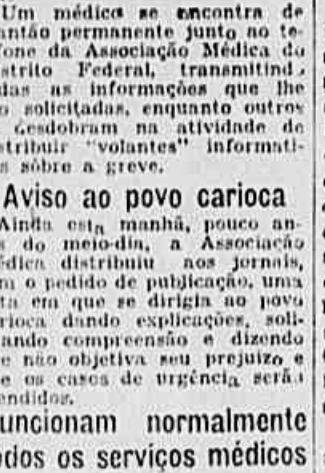 Um médico se encontra de
antão permanente junto ao te-
fone da Associação Médica do
strito Federal, transmitind.
das as informações que lhe
o solicitadas, enquanto outros
desdobram na atividade de
stribuir "volantes" informati-
s sôbre a greve.
Aviso ao povo carioca
Ainda esta manhã, pouco an-
s do meio-dia, a Associação
édica distribuiu aos jornais,
m o pedido de publicação, uma
ta em que se dirigia ao povo
rioca dando explicações, soli-
ando compreensão e dizendo
e não objetiva seu prejuizo e
e os casos de urgência serã.
endidos.
uncionam normalmente
odos os serviços médicos